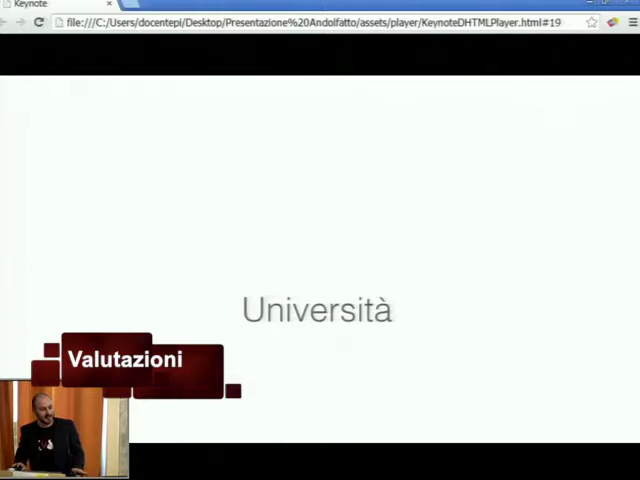 Keynote
file:///C:/Users/docentepi/Desktop/Presentazione%20Andolfatto/assets/player/KeynoteDHTMLPlayer.html#19
Università
Valutazioni